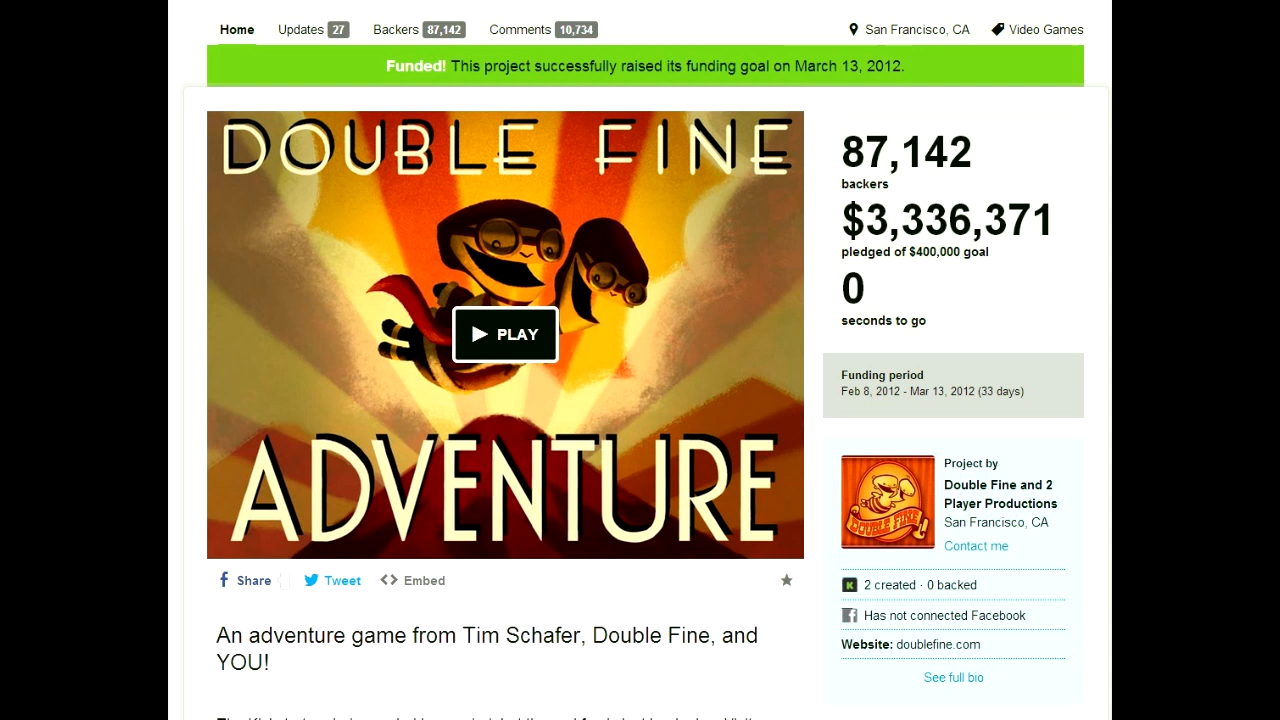 Home Updates 27 Backers 87,142 Comments 10,734 San Francisco, CA Video Games
Funded! This project successfully raised its funding goal on March 13, 2012.
DOUBLE FINE
ADVENTURE
PLAY
87,142
backers
$3,336,371
pledged of $400,000 goal
0
seconds to go
Funding period
Feb 8, 2012 - Mar 13, 2012 (33 days)
DOUBLE FINE
Project by
Double Fine and 2
Player Productions
San Francisco, CA
Contact me
2 created · 0 backed
Has not connected Facebook
Website: doublefine.com
See full bio
Share Tweet Embed
An adventure game from Tim Schafer, Double Fine, and
YOU!